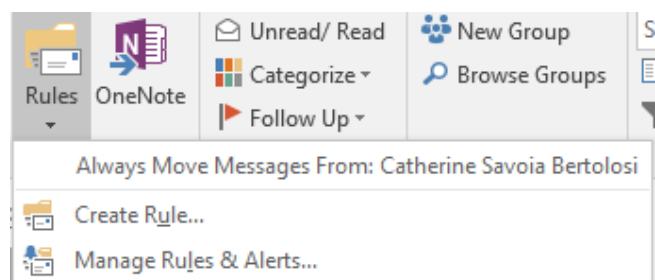 Unread/ Read
New Group
S
Categorize
Browse Groups
Rules
OneNote
Follow Up
Always Move Messages From: Catherine Savoia Bertolosi
Create Rule...
Manage Rules & Alerts...